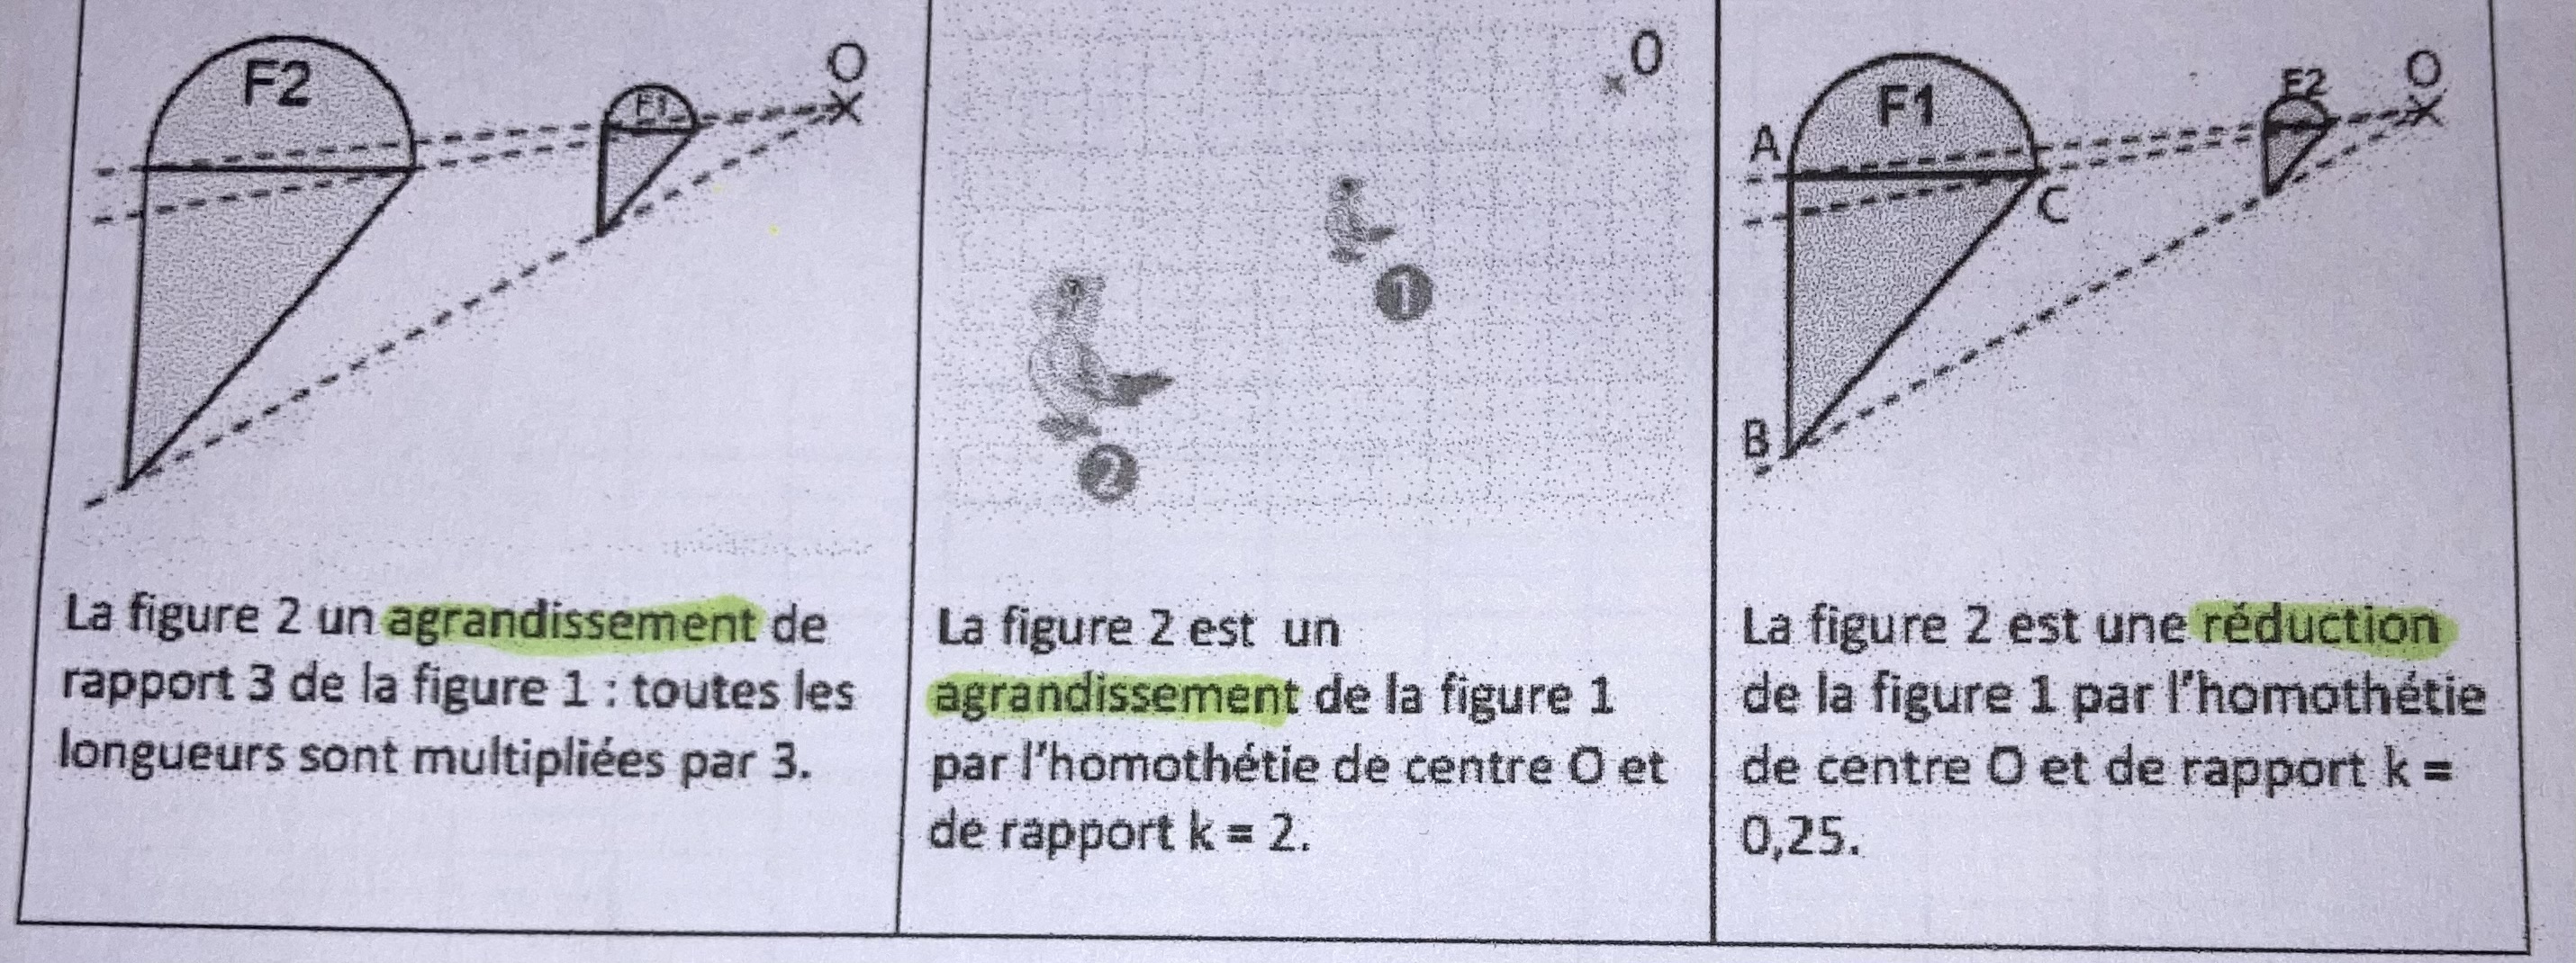 F2
F1
O
La figure 2 un agrandissement de
rapport 3 de la figure 1 : toutes les
longueurs sont multipliées par 3.
O
1
2
La figure 2 est un
agrandissement de la figure 1
par l'homothétie de centre O et
de rapport k = 2.
A
F1
F2
O
C
B
La figure 2 est une réduction
de la figure 1 par l'homothétie
de centre O et de rapport k =
0,25.